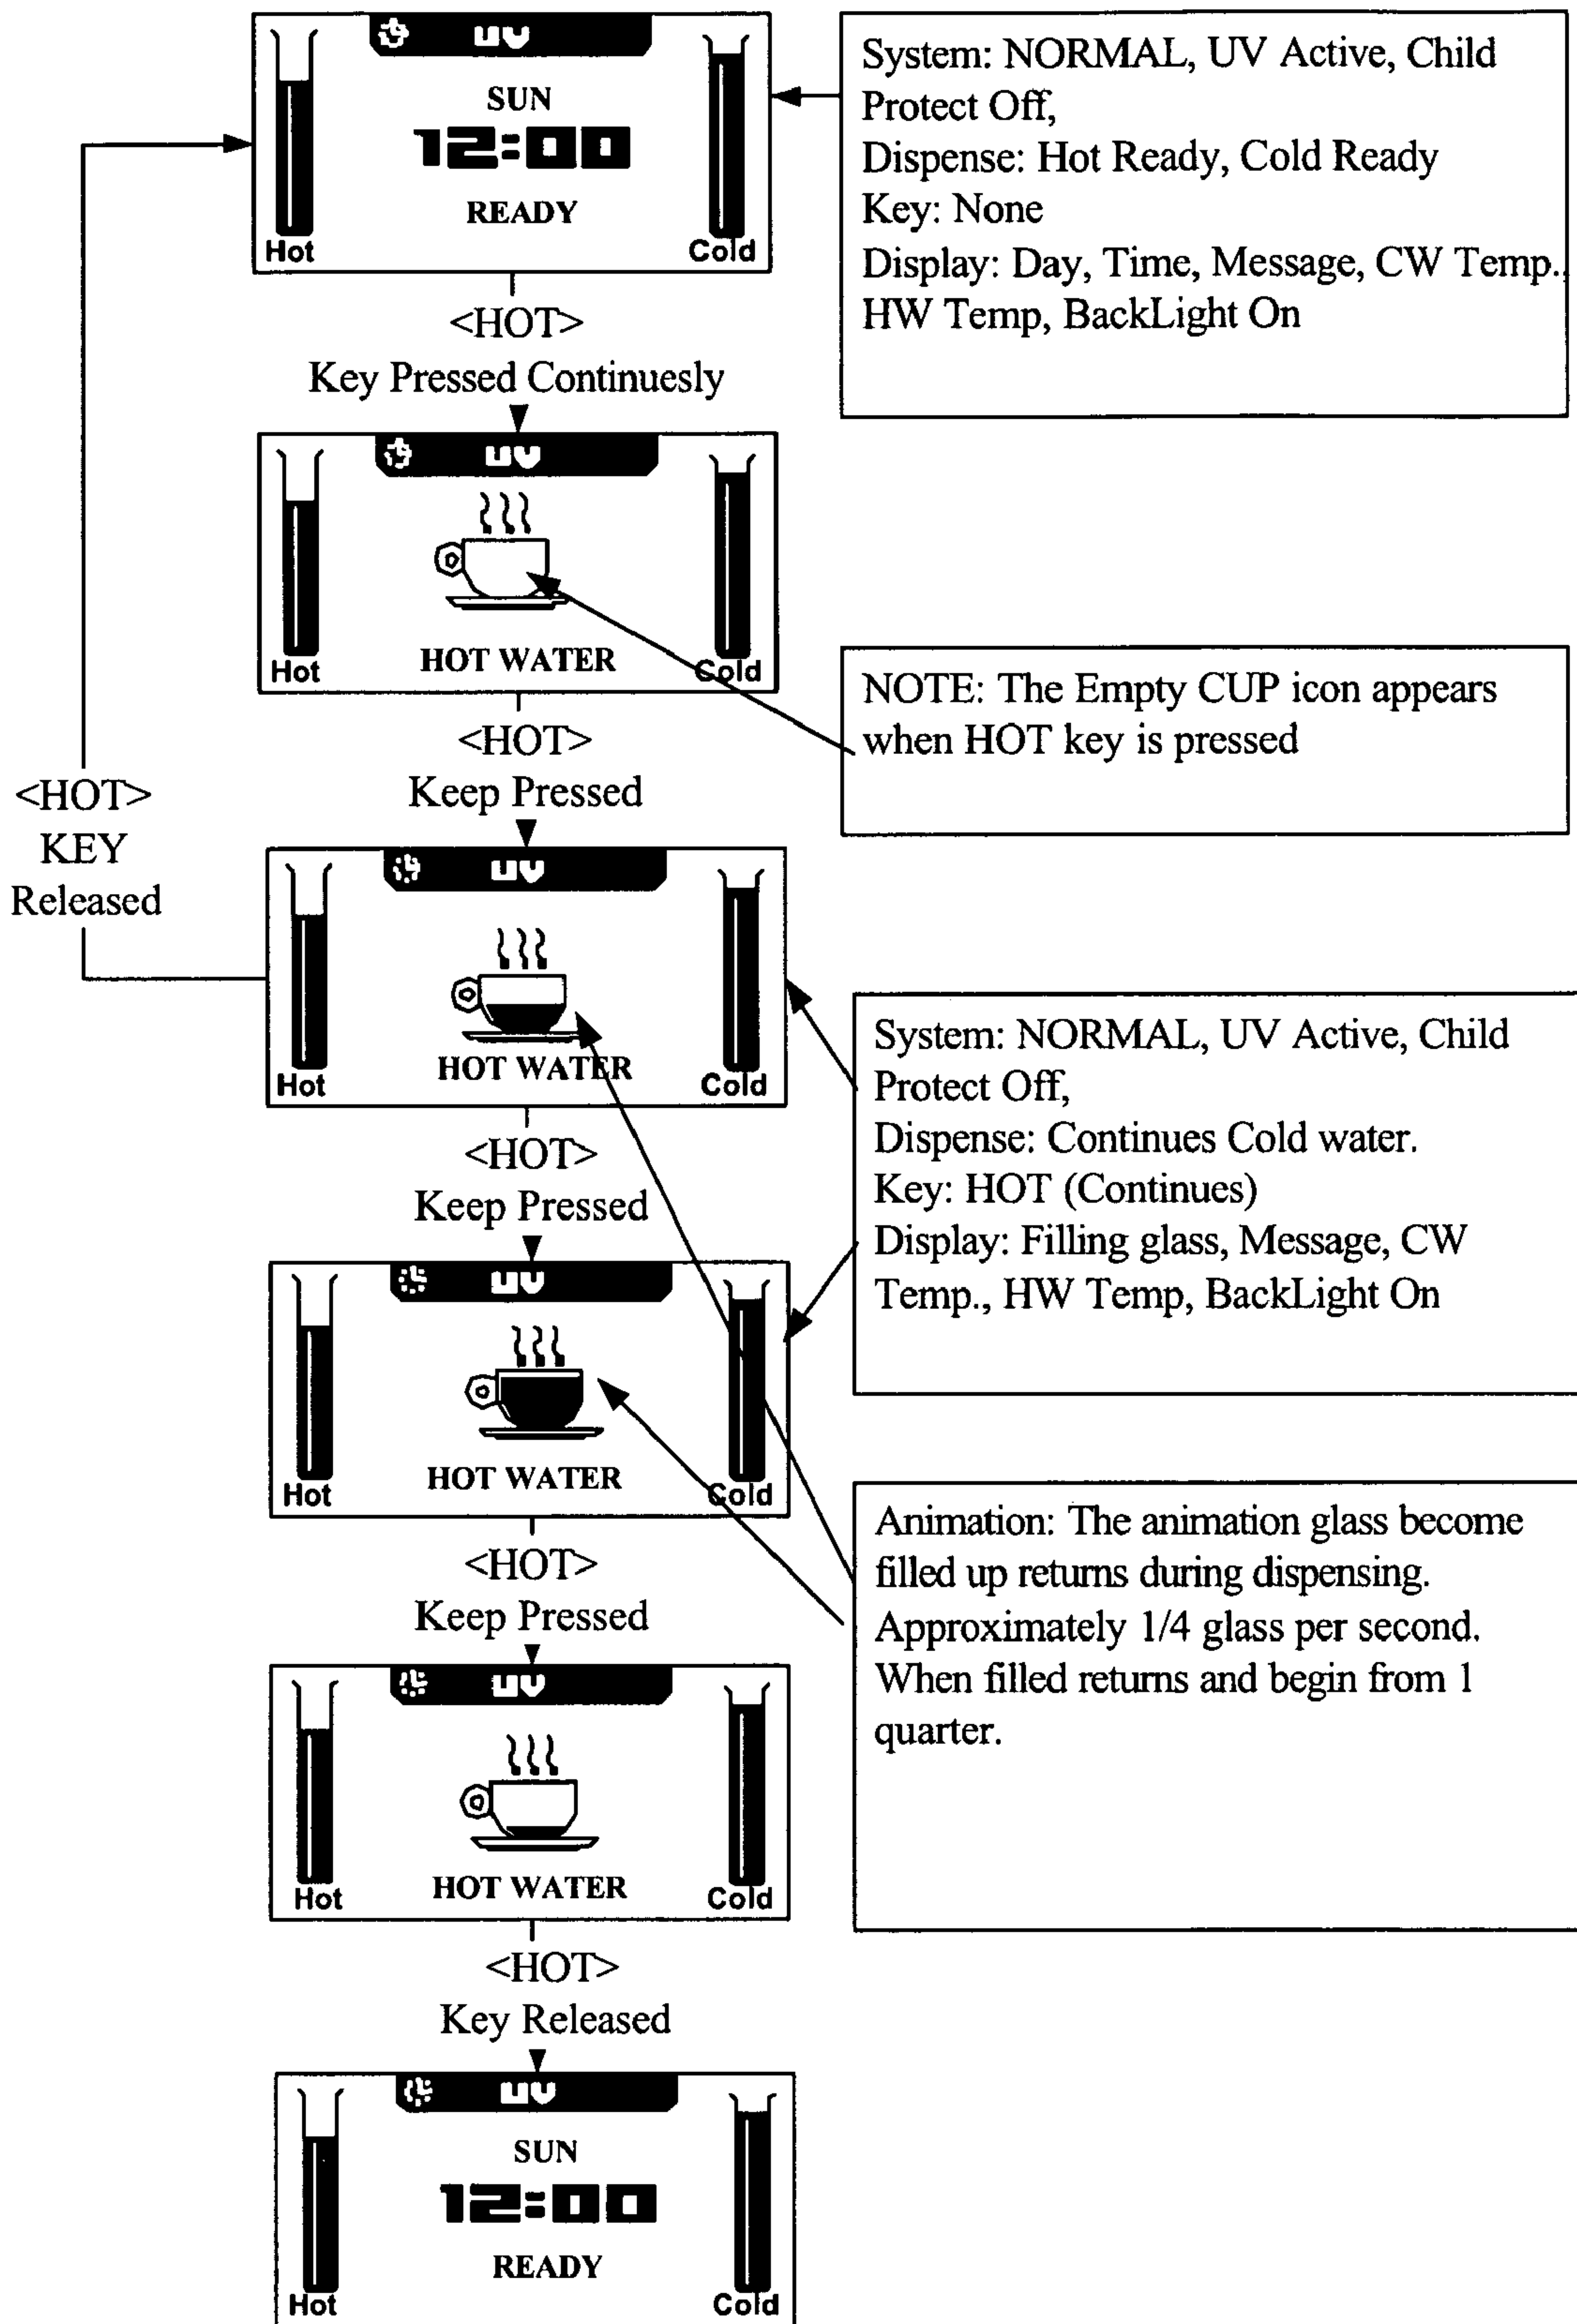 UV
SUN
12:00
READY
Hot
Cold
System: NORMAL, UV Active, Child
Protect Off,
Dispense: Hot Ready, Cold Ready
Key: None
Display: Day, Time, Message, CW Temp.,
HW Temp, BackLight On
<HOT>
Key Pressed Continuesly
UV
HOT WATER
Hot
Cold
NOTE: The Empty CUP icon appears
when HOT key is pressed
<HOT>
Keep Pressed
<HOT>
KEY
Released
UV
HOT WATER
Hot
Cold
System: NORMAL, UV Active, Child
Protect Off,
Dispense: Continues Cold water.
Key: HOT (Continues)
Display: Filling glass, Message, CW
Temp., HW Temp, BackLight On
<HOT>
Keep Pressed
UV
HOT WATER
Hot
Cold
Animation: The animation glass become
filled up returns during dispensing.
Approximately 1/4 glass per second.
When filled returns and begin from 1
quarter.
<HOT>
Keep Pressed
UV
HOT WATER
Hot
Cold
<HOT>
Key Released
UV
SUN
12:00
READY
Hot
Cold